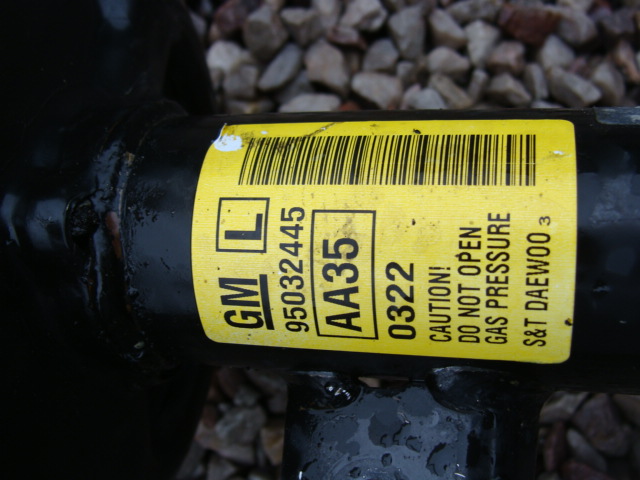 GM L
95032445
AA35
0322
CAUTION!
DO NOT OPEN
GAS PRESSURE
S&T DAEWOO 3